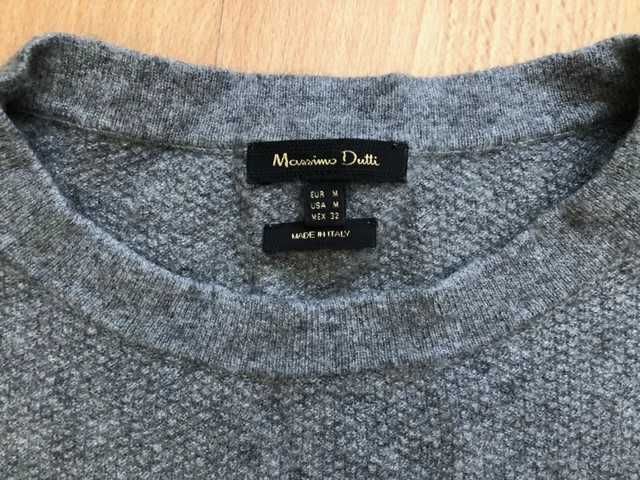 Massimo Dutti
EUR M
USA M
MEX 32
MADE IN ITALY